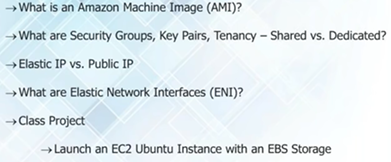 →What is an Amazon Machine Image (AMI)?
→What are Security Groups, Key Pairs, Tenancy – Shared vs. Dedicated?
→Elastic IP vs. Public IP
→What are Elastic Network Interfaces (ENI)?
→Class Project
→Launch an EC2 Ubuntu Instance with an EBS Storage